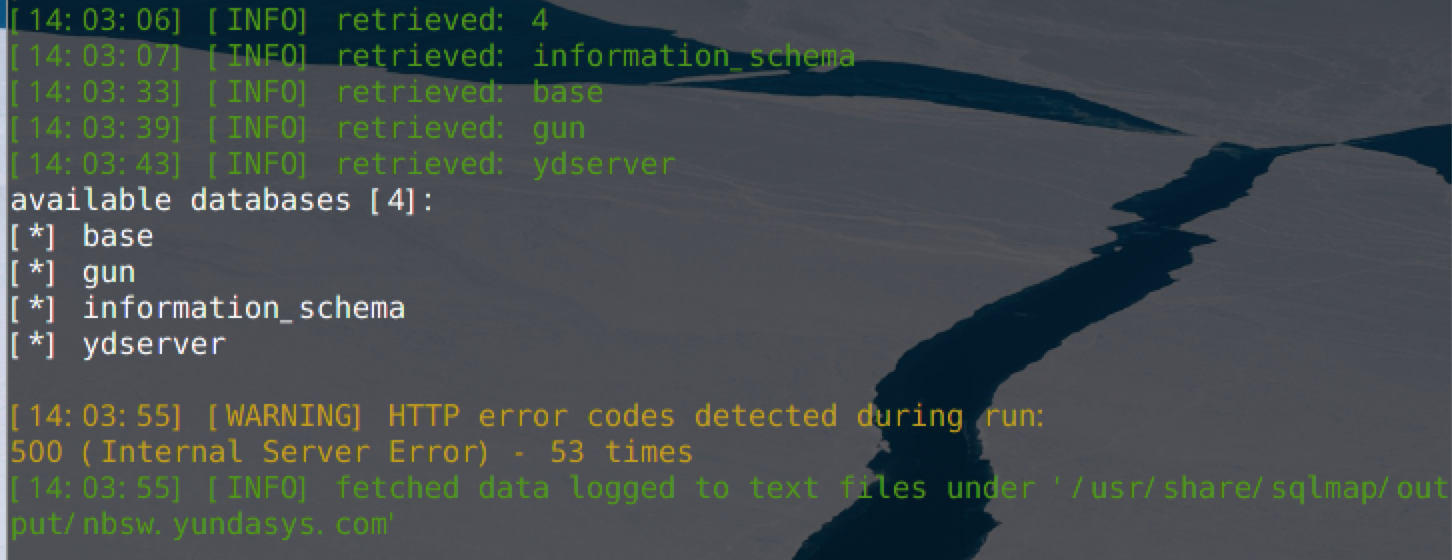 [14:03:06] [INFO] retrieved: 4
[14:03:07] [INFO] retrieved: information_schema
[14:03:33] [INFO] retrieved: base
[14:03:39] [INFO] retrieved: gun
[14:03:43] [INFO] retrieved: ydserver
available databases [4]:
[*] base
[*] gun
[*] information_schema
[*] ydserver
[14:03:55] [WARNING] HTTP error codes detected during run:
500 (Internal Server Error) - 53 times
[14:03:55] [INFO] fetched data logged to text files under '/usr/share/sqlmap/out
put/nbsw.yundasys.com'